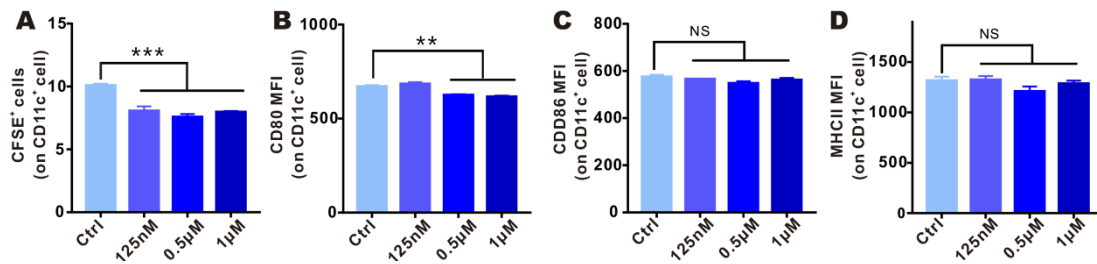 A
CFSE⁺ cells
(on CD11c⁺ cell)
15
10
5
0
***
Ctrl
125nM
0.5μM
1μM
B
CD80 MFI
(on CD11c⁺ cell)
1000
500
0
**
Ctrl
125nM
0.5μM
1μM
C
CDD86 MFI
(on CD11c⁺ cell)
800
600
400
200
0
NS
Ctrl
125nM
0.5μM
1μM
D
MHCII MFI
(on CD11c⁺ cell)
1500
1000
500
0
NS
Ctrl
125nM
0.5μM
1μM